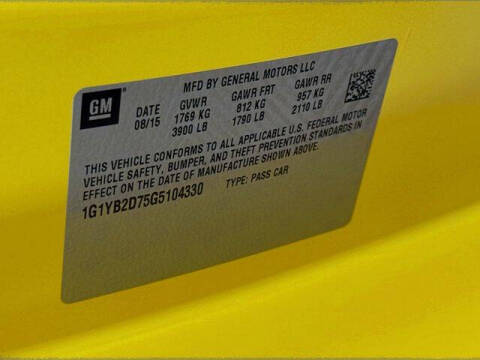 MFD BY GENERAL MOTORS LLC
GM
DATE GVWR GAWR FRT GAWR RR
08/15 1769 KG 812 KG 957 KG
3900 LB 1790 LB 2110 LB
THIS VEHICLE CONFORMS TO ALL APPLICABLE U.S. FEDERAL MOTOR
VEHICLE SAFETY, BUMPER, AND THEFT PREVENTION STANDARDS IN
EFFECT ON THE DATE OF MANUFACTURE SHOWN ABOVE.
1G1YB2D75G5104330 TYPE: PASS CAR